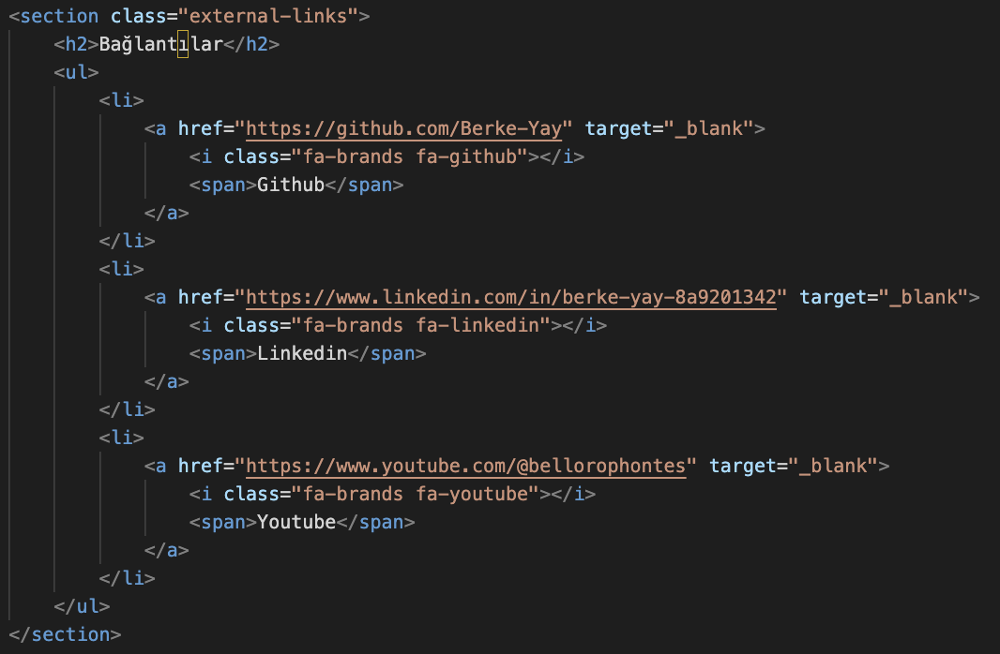 <section class="external-links">
    <h2>Bağlantılar</h2>
    <ul>
        <li>
            <a href="https://github.com/Berke-Yay" target="_blank">
                <i class="fa-brands fa-github"></i>
                <span>Github</span>
            </a>
        </li>
        <li>
            <a href="https://www.linkedin.com/in/berke-yay-8a9201342" target="_blank">
                <i class="fa-brands fa-linkedin"></i>
                <span>Linkedin</span>
            </a>
        </li>
        <li>
            <a href="https://www.youtube.com/@bellorophontes" target="_blank">
                <i class="fa-brands fa-youtube"></i>
                <span>Youtube</span>
            </a>
        </li>
    </ul>
</section>